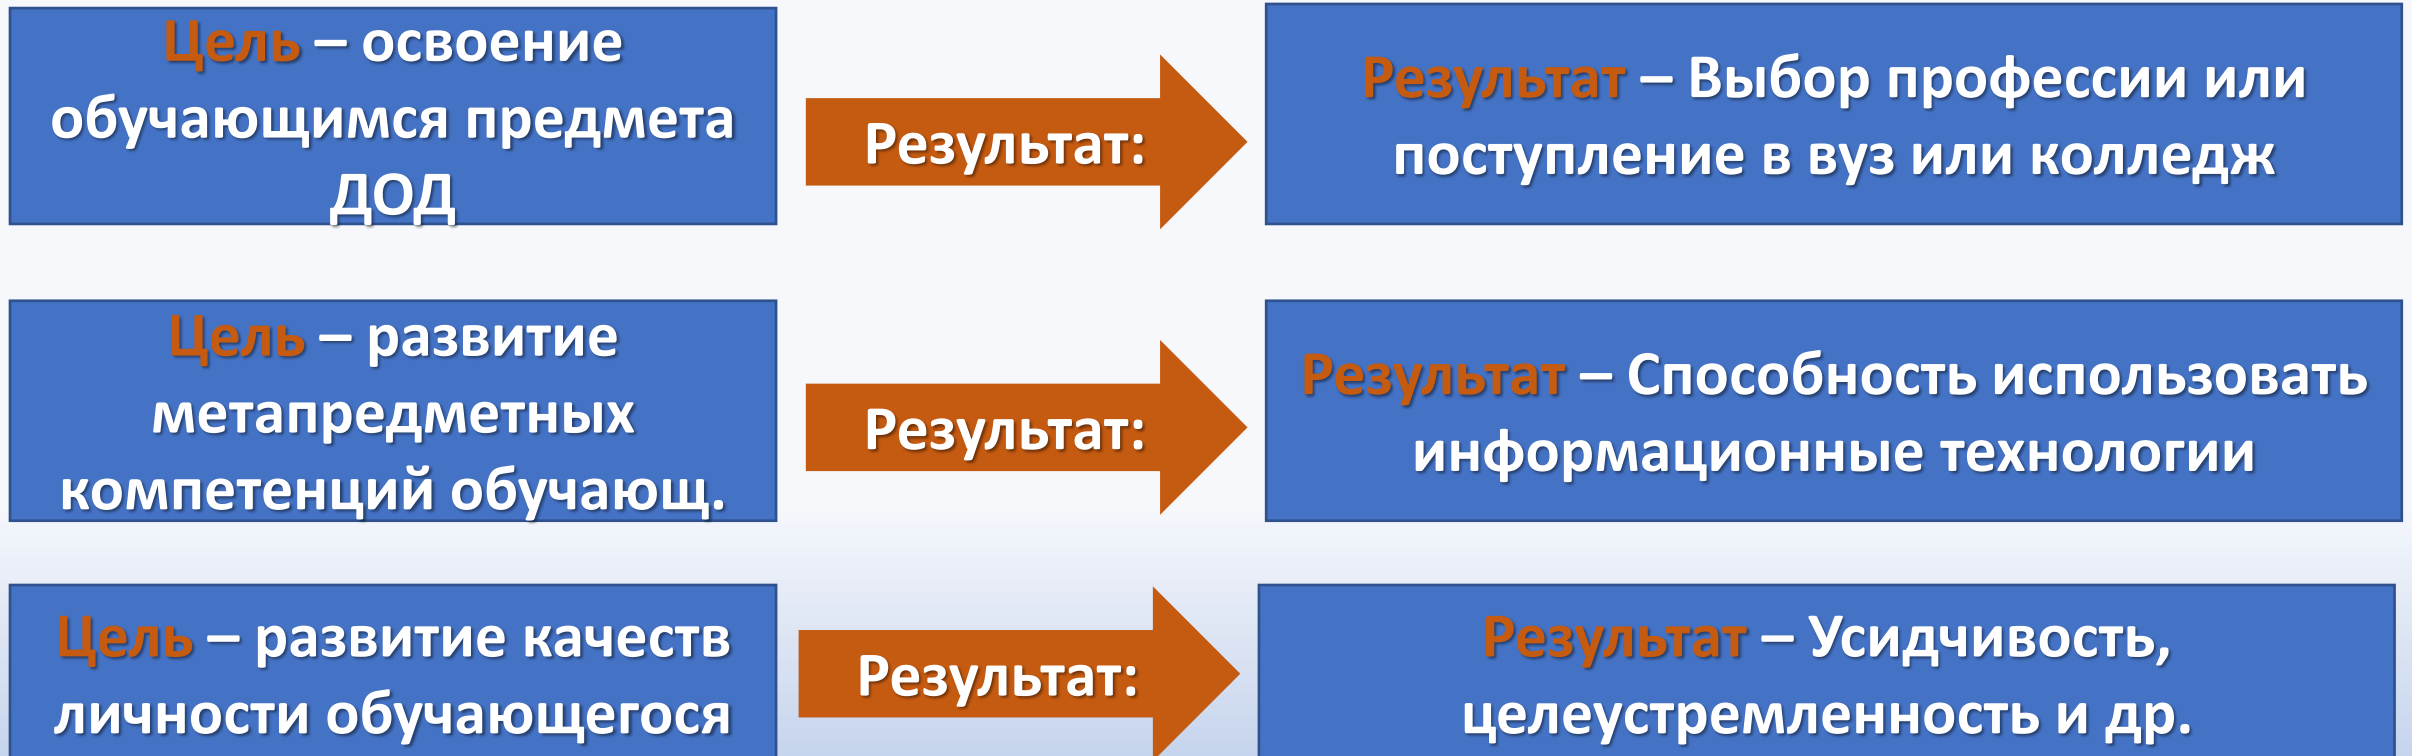 Цель – освоение
обучающимся предмета
ДОД
Результат:
Результат – Выбор профессии или
поступление в вуз или колледж
Цель – развитие
метапредметных
компетенций обучающ.
Результат:
Результат – Способность использовать
информационные технологии
Цель – развитие качеств
личности обучающегося
Результат:
Результат – Усидчивость,
целеустремленность и др.